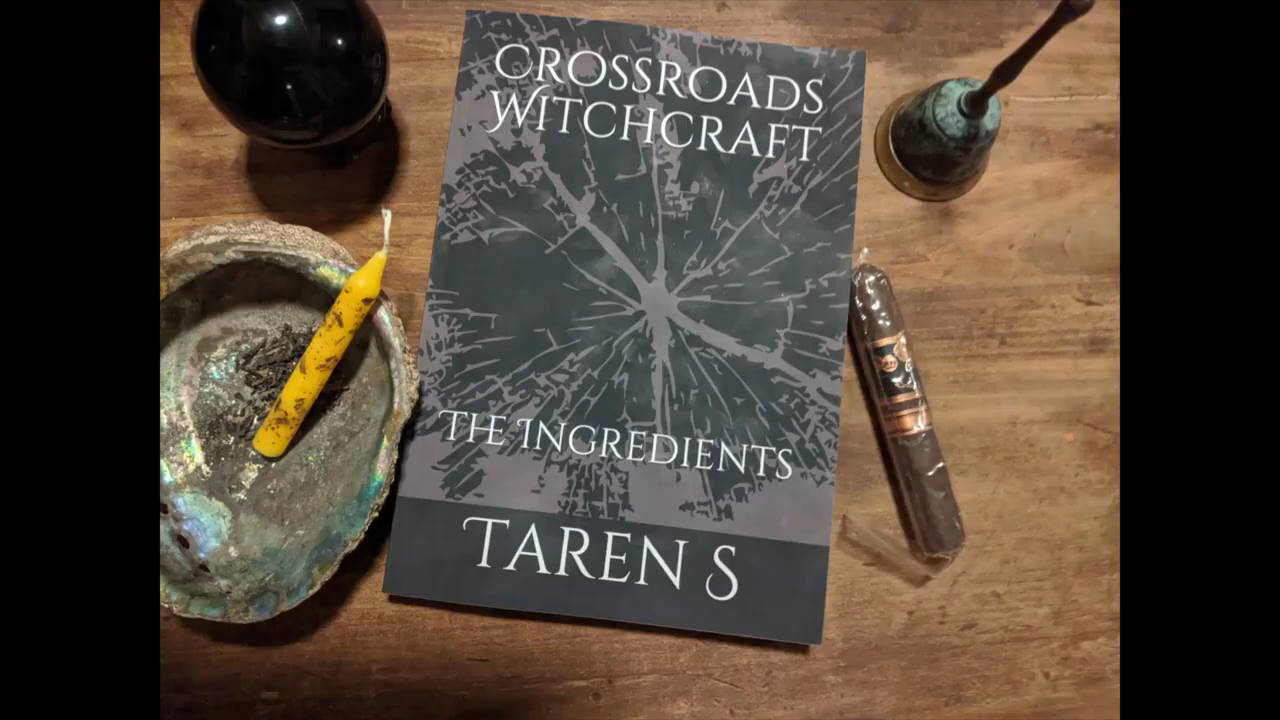 Crossroads
Witchcraft
The Ingredients
Taren S